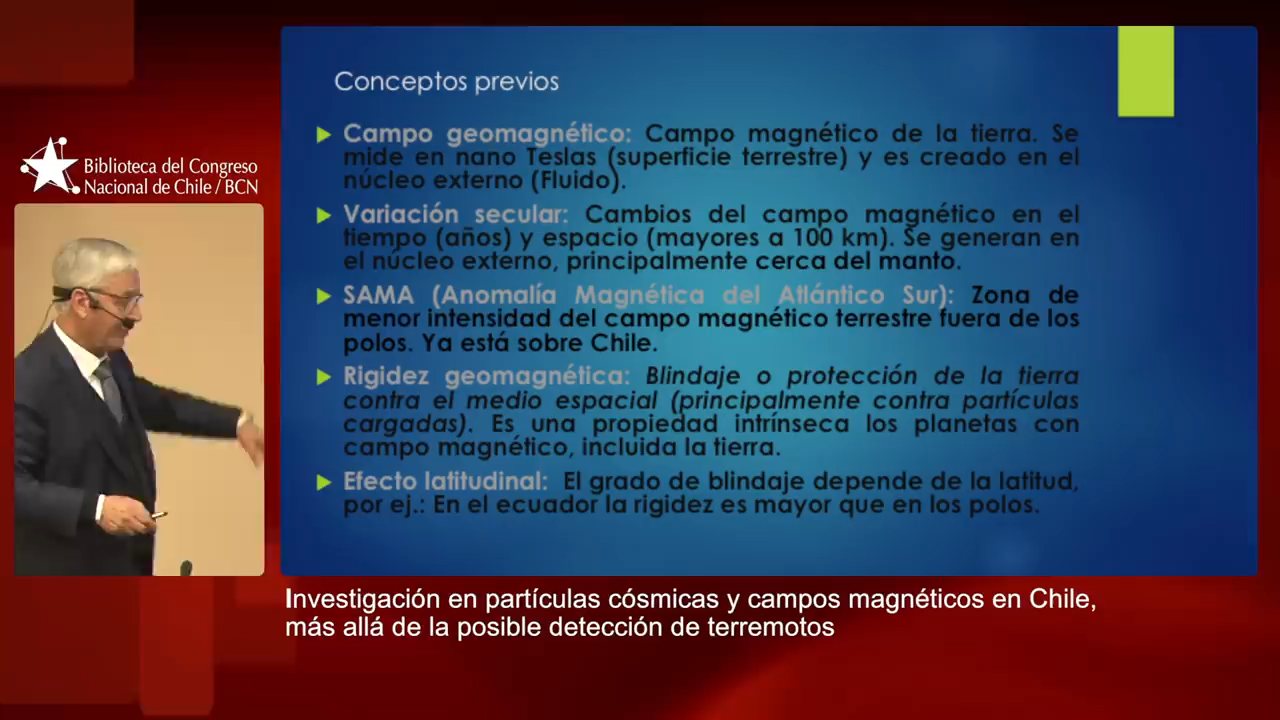 Conceptos previos
Campo geomagnético: Campo magnético de la tierra. Se
mide en nano Teslas (superficie terrestre) y es creado en el
núcleo externo (Fluido).
Variación secular: Cambios del campo magnético en el
tiempo (años) y espacio (mayores a 100 km). Se generan en
el núcleo externo, principalmente cerca del manto.
SAMA (Anomalía Magnética del Atlántico Sur): Zona de
menor intensidad del campo magnético terrestre fuera de los
polos. Ya está sobre Chile.
Rigidez geomagnética: Blindaje o protección de la tierra
contra el medio espacial (principalmente contra partículas
cargadas). Es una propiedad intrínseca los planetas con
campo magnético, incluida la tierra.
Efecto latitudinal: El grado de blindaje depende de la latitud,
por ej.: En el ecuador la rigidez es mayor que en los polos.
Biblioteca del Congreso
Nacional de Chile / BCN
Investigación en partículas cósmicas y campos magnéticos en Chile,
más allá de la posible detección de terremotos